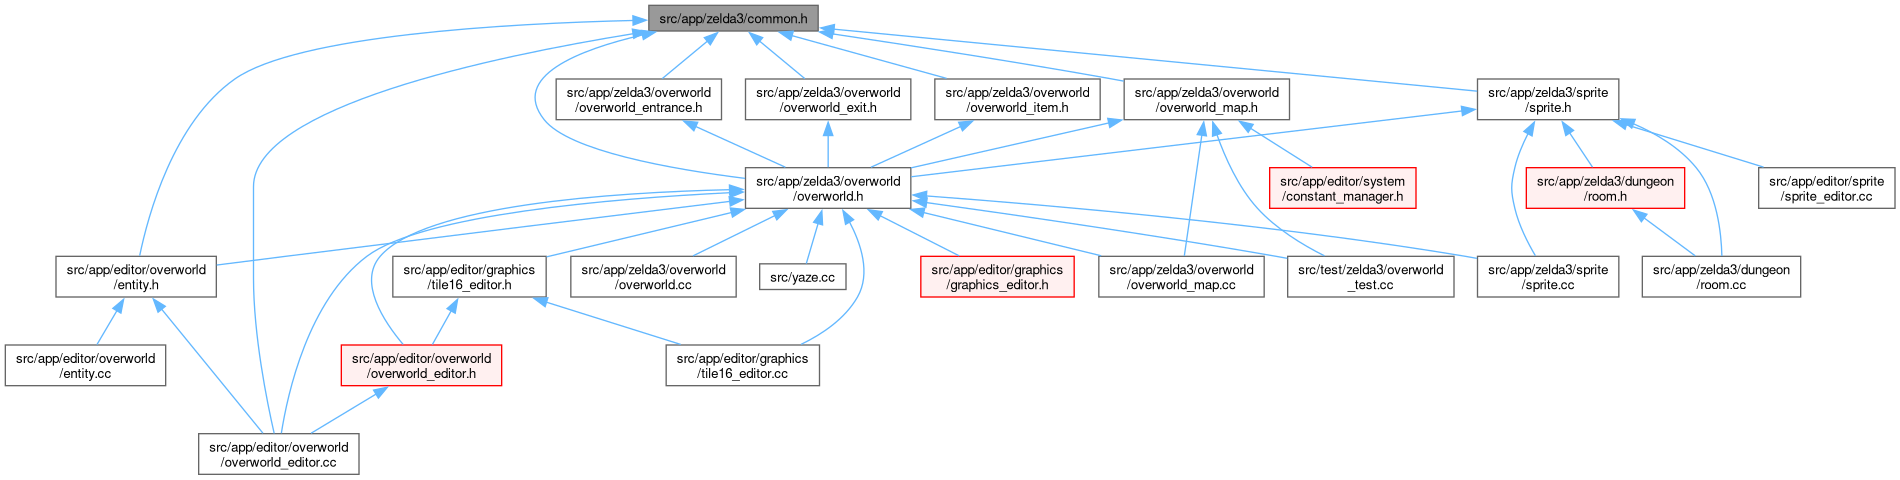 src/app/zelda3/common.h
src/app/zelda3/overworld
/overworld_entrance.h
src/app/zelda3/overworld
/overworld_exit.h
src/app/zelda3/overworld
/overworld_item.h
src/app/zelda3/overworld
/overworld_map.h
src/app/zelda3/sprite
/sprite.h
src/app/zelda3/overworld
/overworld.h
src/app/editor/system
/constant_manager.h
src/app/zelda3/dungeon
/room.h
src/app/editor/sprite
/sprite_editor.cc
src/app/editor/overworld
/entity.h
src/app/editor/graphics
/tile16_editor.h
src/app/zelda3/overworld
/overworld.cc
src/yaze.cc
src/app/editor/graphics
/graphics_editor.h
src/app/zelda3/overworld
/overworld_map.cc
src/test/zelda3/overworld
_test.cc
src/app/zelda3/sprite
/sprite.cc
src/app/zelda3/dungeon
/room.cc
src/app/editor/overworld
/entity.cc
src/app/editor/overworld
/overworld_editor.h
src/app/editor/graphics
/tile16_editor.cc
src/app/editor/overworld
/overworld_editor.cc